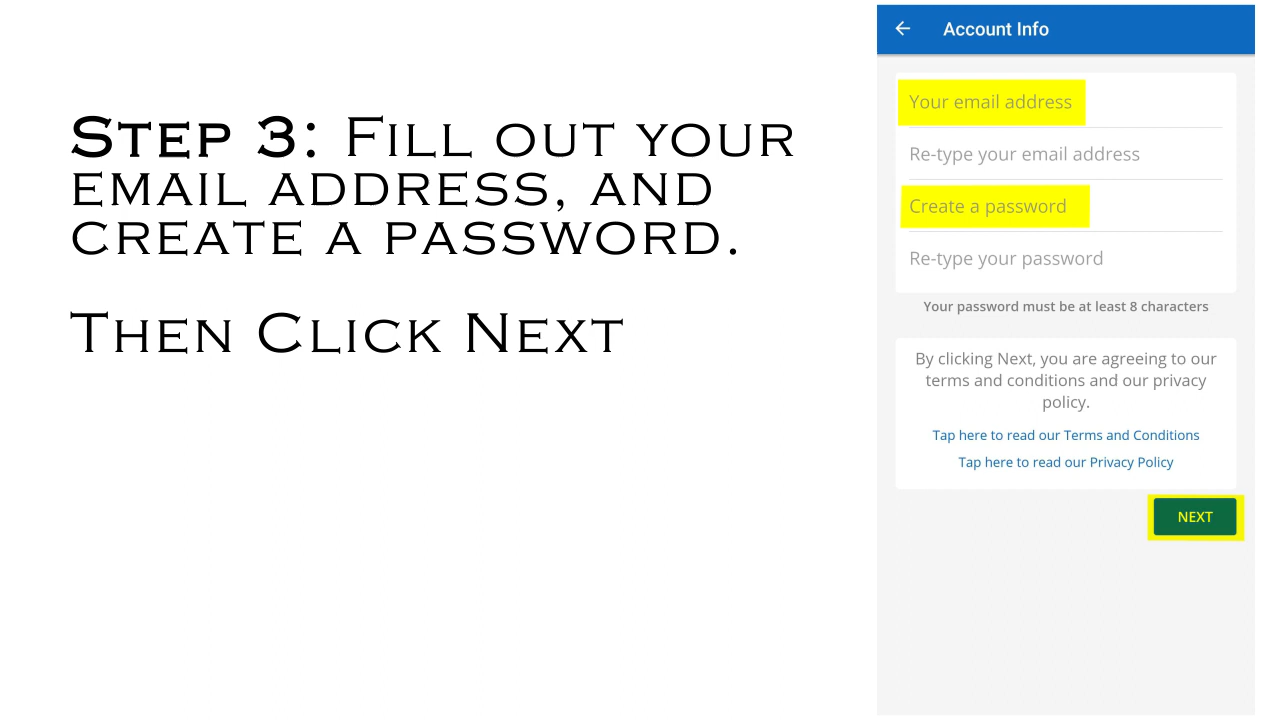 Step 3: Fill out your
email address, and
create a password.
Then Click Next
Account Info
Your email address
Re-type your email address
Create a password
Re-type your password
Your password must be at least 8 characters
By clicking Next, you are agreeing to our
terms and conditions and our privacy
policy.
Tap here to read our Terms and Conditions
Tap here to read our Privacy Policy
NEXT